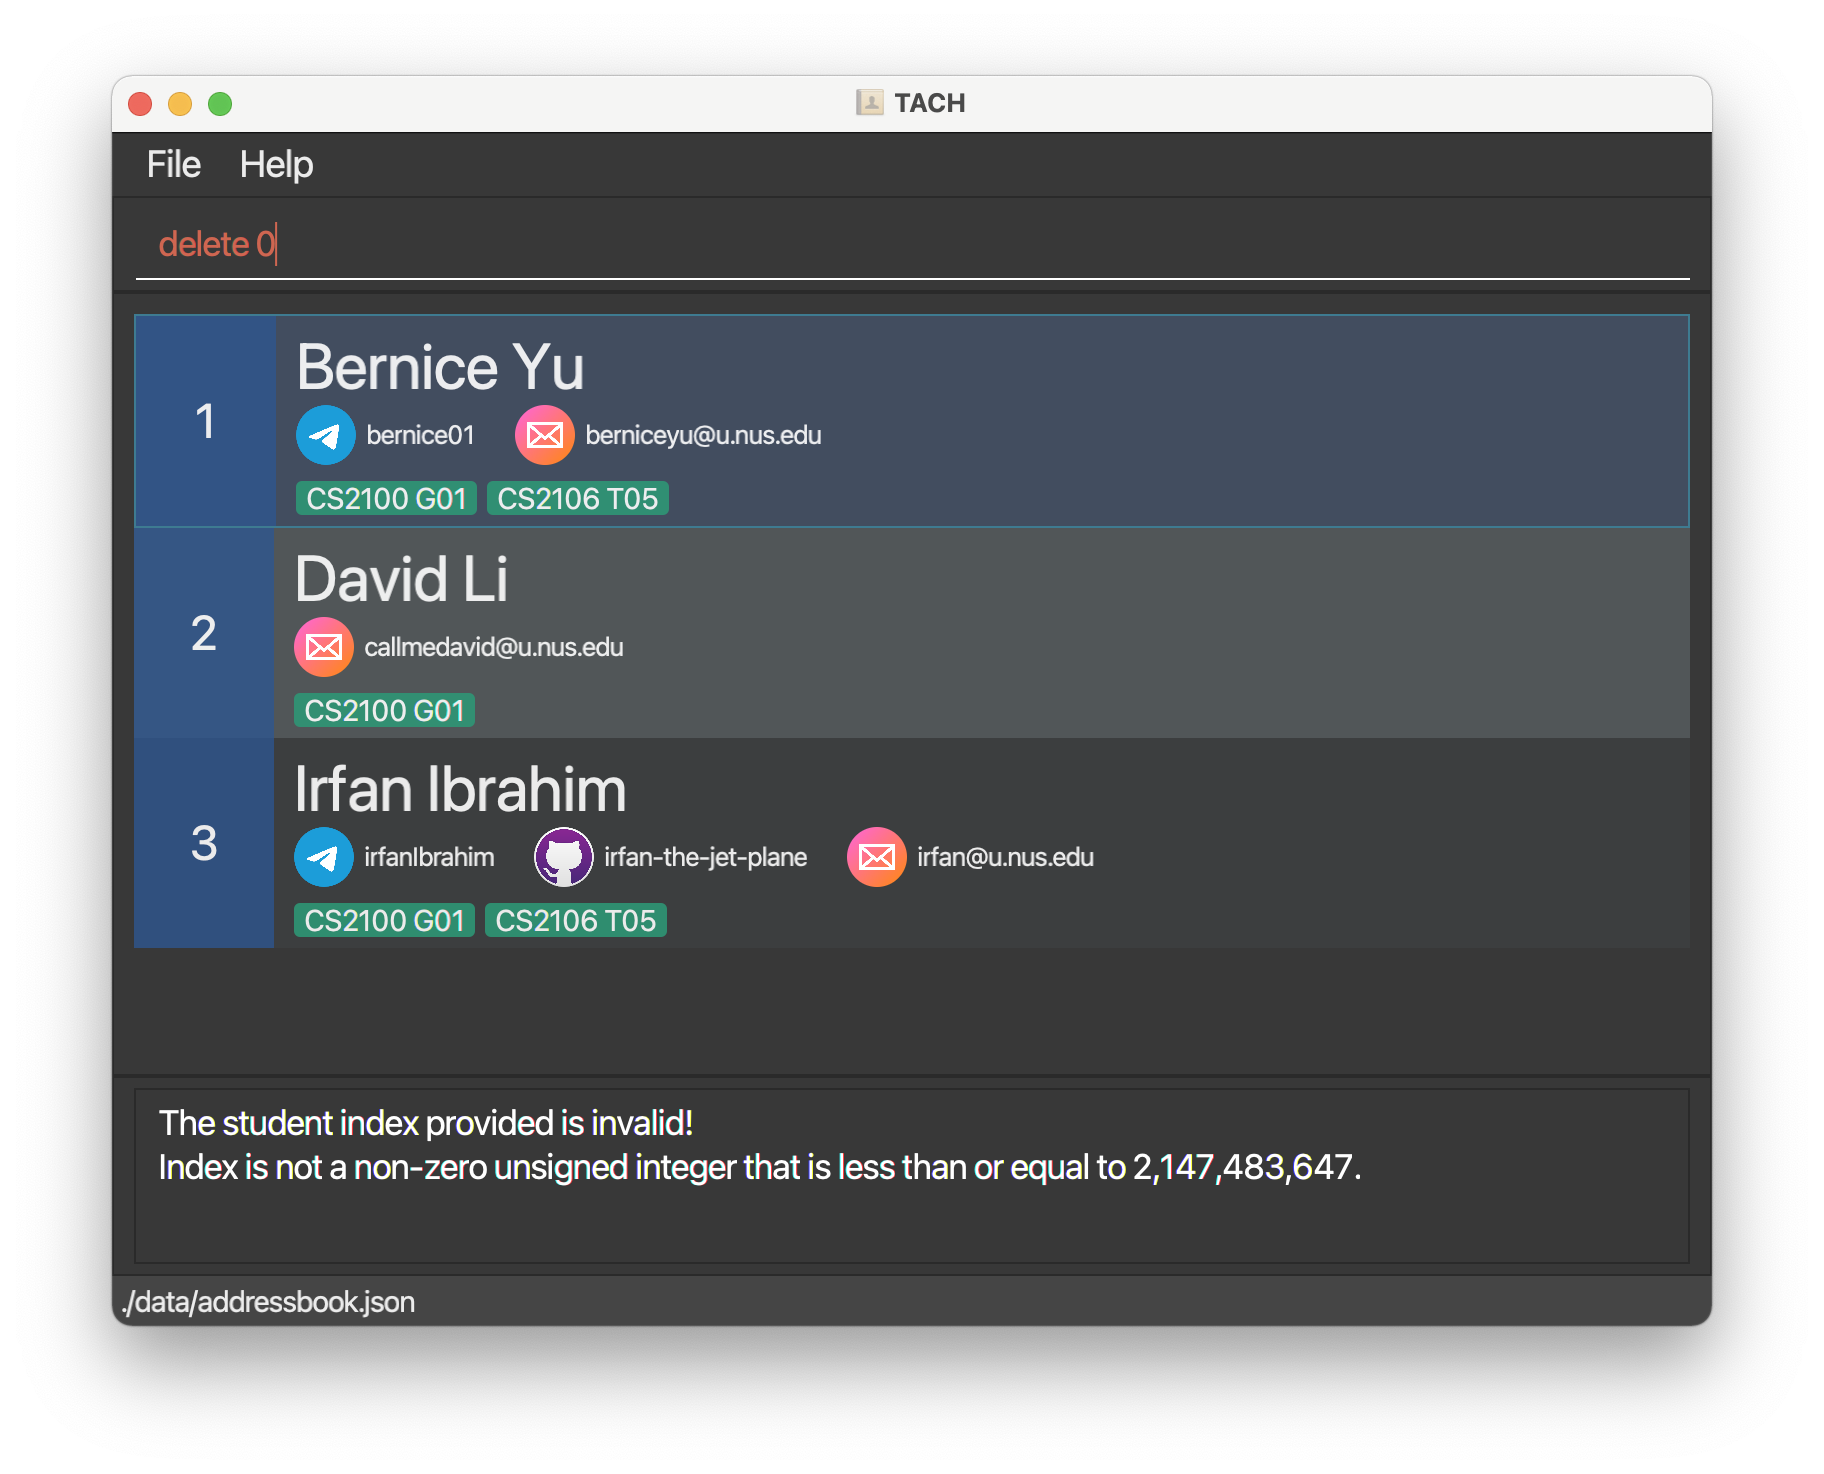 TACH
File Help
delete 0
1
Bernice Yu
bernice01 berniceyu@u.nus.edu
CS2100 G01 CS2106 T05
2
David Li
callmedavid@u.nus.edu
CS2100 G01
3
Irfan Ibrahim
irfanIbrahim irfan-the-jet-plane irfan@u.nus.edu
CS2100 G01 CS2106 T05
The student index provided is invalid!
Index is not a non-zero unsigned integer that is less than or equal to 2,147,483,647.
./data/addressbook.json